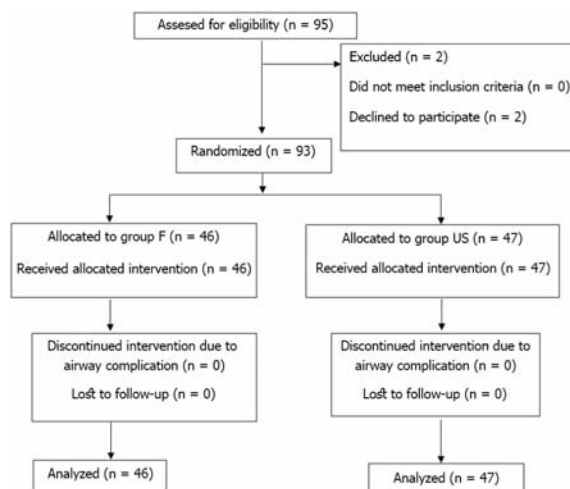 Assesed for eligibility (n = 95)
Excluded (n = 2)
Did not meet inclusion criteria (n = 0)
Declined to participate (n = 2)
Randomized (n = 93)
Allocated to group F (n = 46)
Received allocated intervention (n = 46)
Allocated to group US (n = 47)
Received allocated intervention (n = 47)
Discontinued intervention due to
airway complication (n = 0)
Lost to follow-up (n = 0)
Discontinued intervention due to
airway complication (n = 0)
Lost to follow-up (n = 0)
Analyzed (n = 46)
Analyzed (n = 47)